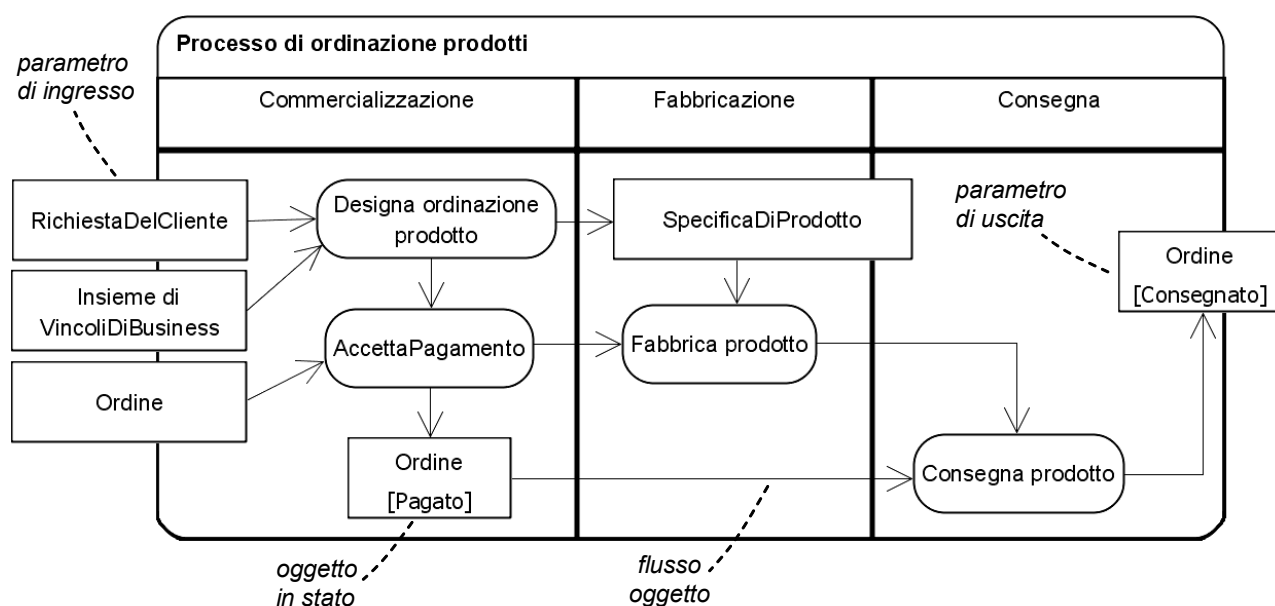 Processo di ordinazione prodotti
parametro
di ingresso
Commercializzazione
Fabbricazione
Consegna
RichiestaDelCliente
Designa ordinazione
prodotto
SpecificaDiProdotto
parametro
di uscita
Ordine
[Consegnato]
Insieme di
VincoliDiBusiness
AccettaPagamento
Fabbrica prodotto
Ordine
Ordine
[Pagato]
Consegna prodotto
oggetto
in stato
flusso
oggetto